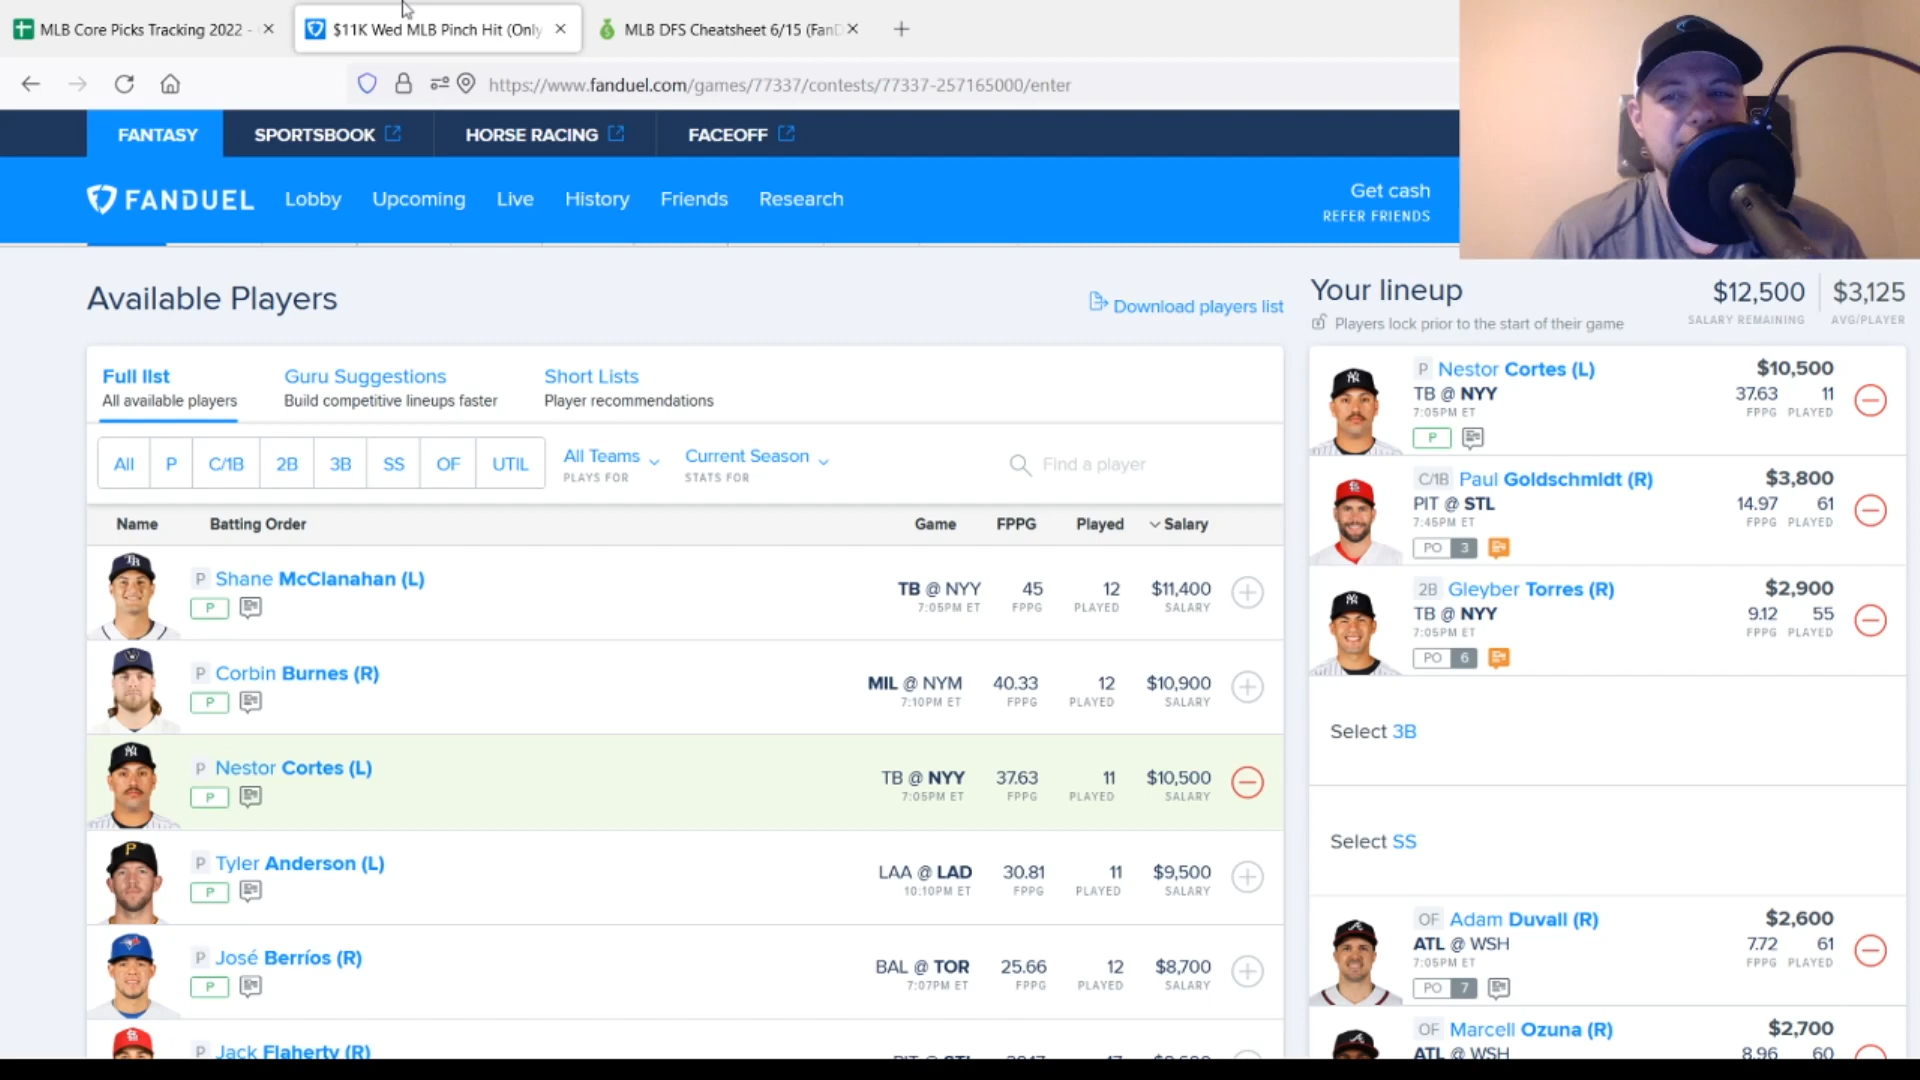 MLB Core Picks Tracking 2022 -
$11K Wed MLB Pinch Hit (Only
MLB DFS Cheatsheet 6/15 (FanD
https://www.fanduel.com/games/77337/contests/77337-257165000/enter
FANTASY
SPORTSBOOK
HORSE RACING
FACEOFF
FANDUEL
Lobby
Upcoming
Live
History
Friends
Research
Get cash
REFER FRIENDS
Available Players
Download players list
Full list
All available players
Guru Suggestions
Build competitive lineups faster
Short Lists
Player recommendations
All P C/1B 2B 3B SS OF UTIL
All Teams
PLAYS FOR
Current Season
STATS FOR
Find a player
Name Batting Order Game FPPG Played Salary
P Shane McClanahan (L)
P
TB @ NYY 45 12 $11,400
7:05PM ET FPPG PLAYED SALARY
P Corbin Burnes (R)
P
MIL @ NYM 40.33 12 $10,900
7:10PM ET FPPG PLAYED SALARY
P Nestor Cortes (L)
P
TB @ NYY 37.63 11 $10,500
7:05PM ET FPPG PLAYED SALARY
P Tyler Anderson (L)
P
LAA @ LAD 30.81 11 $9,500
10:10PM ET FPPG PLAYED SALARY
P José Berríos (R)
P
BAL @ TOR 25.66 12 $8,700
7:07PM ET FPPG PLAYED SALARY
P Jack Flaherty (R)
PIT @ STL
Your lineup
Players lock prior to the start of their game
$12,500
SALARY REMAINING
$3,125
AVG/PLAYER
P Nestor Cortes (L) $10,500
TB @ NYY 37.63 11
7:05PM ET FPPG PLAYED
P
C/1B Paul Goldschmidt (R) $3,800
PIT @ STL 14.97 61
7:45PM ET FPPG PLAYED
PO 3
2B Gleyber Torres (R) $2,900
TB @ NYY 9.12 55
7:05PM ET FPPG PLAYED
PO 6
Select 3B
Select SS
OF Adam Duvall (R) $2,600
ATL @ WSH 7.72 61
7:05PM ET FPPG PLAYED
PO 7
OF Marcell Ozuna (R) $2,700
ATL @ WSH 8.96 60